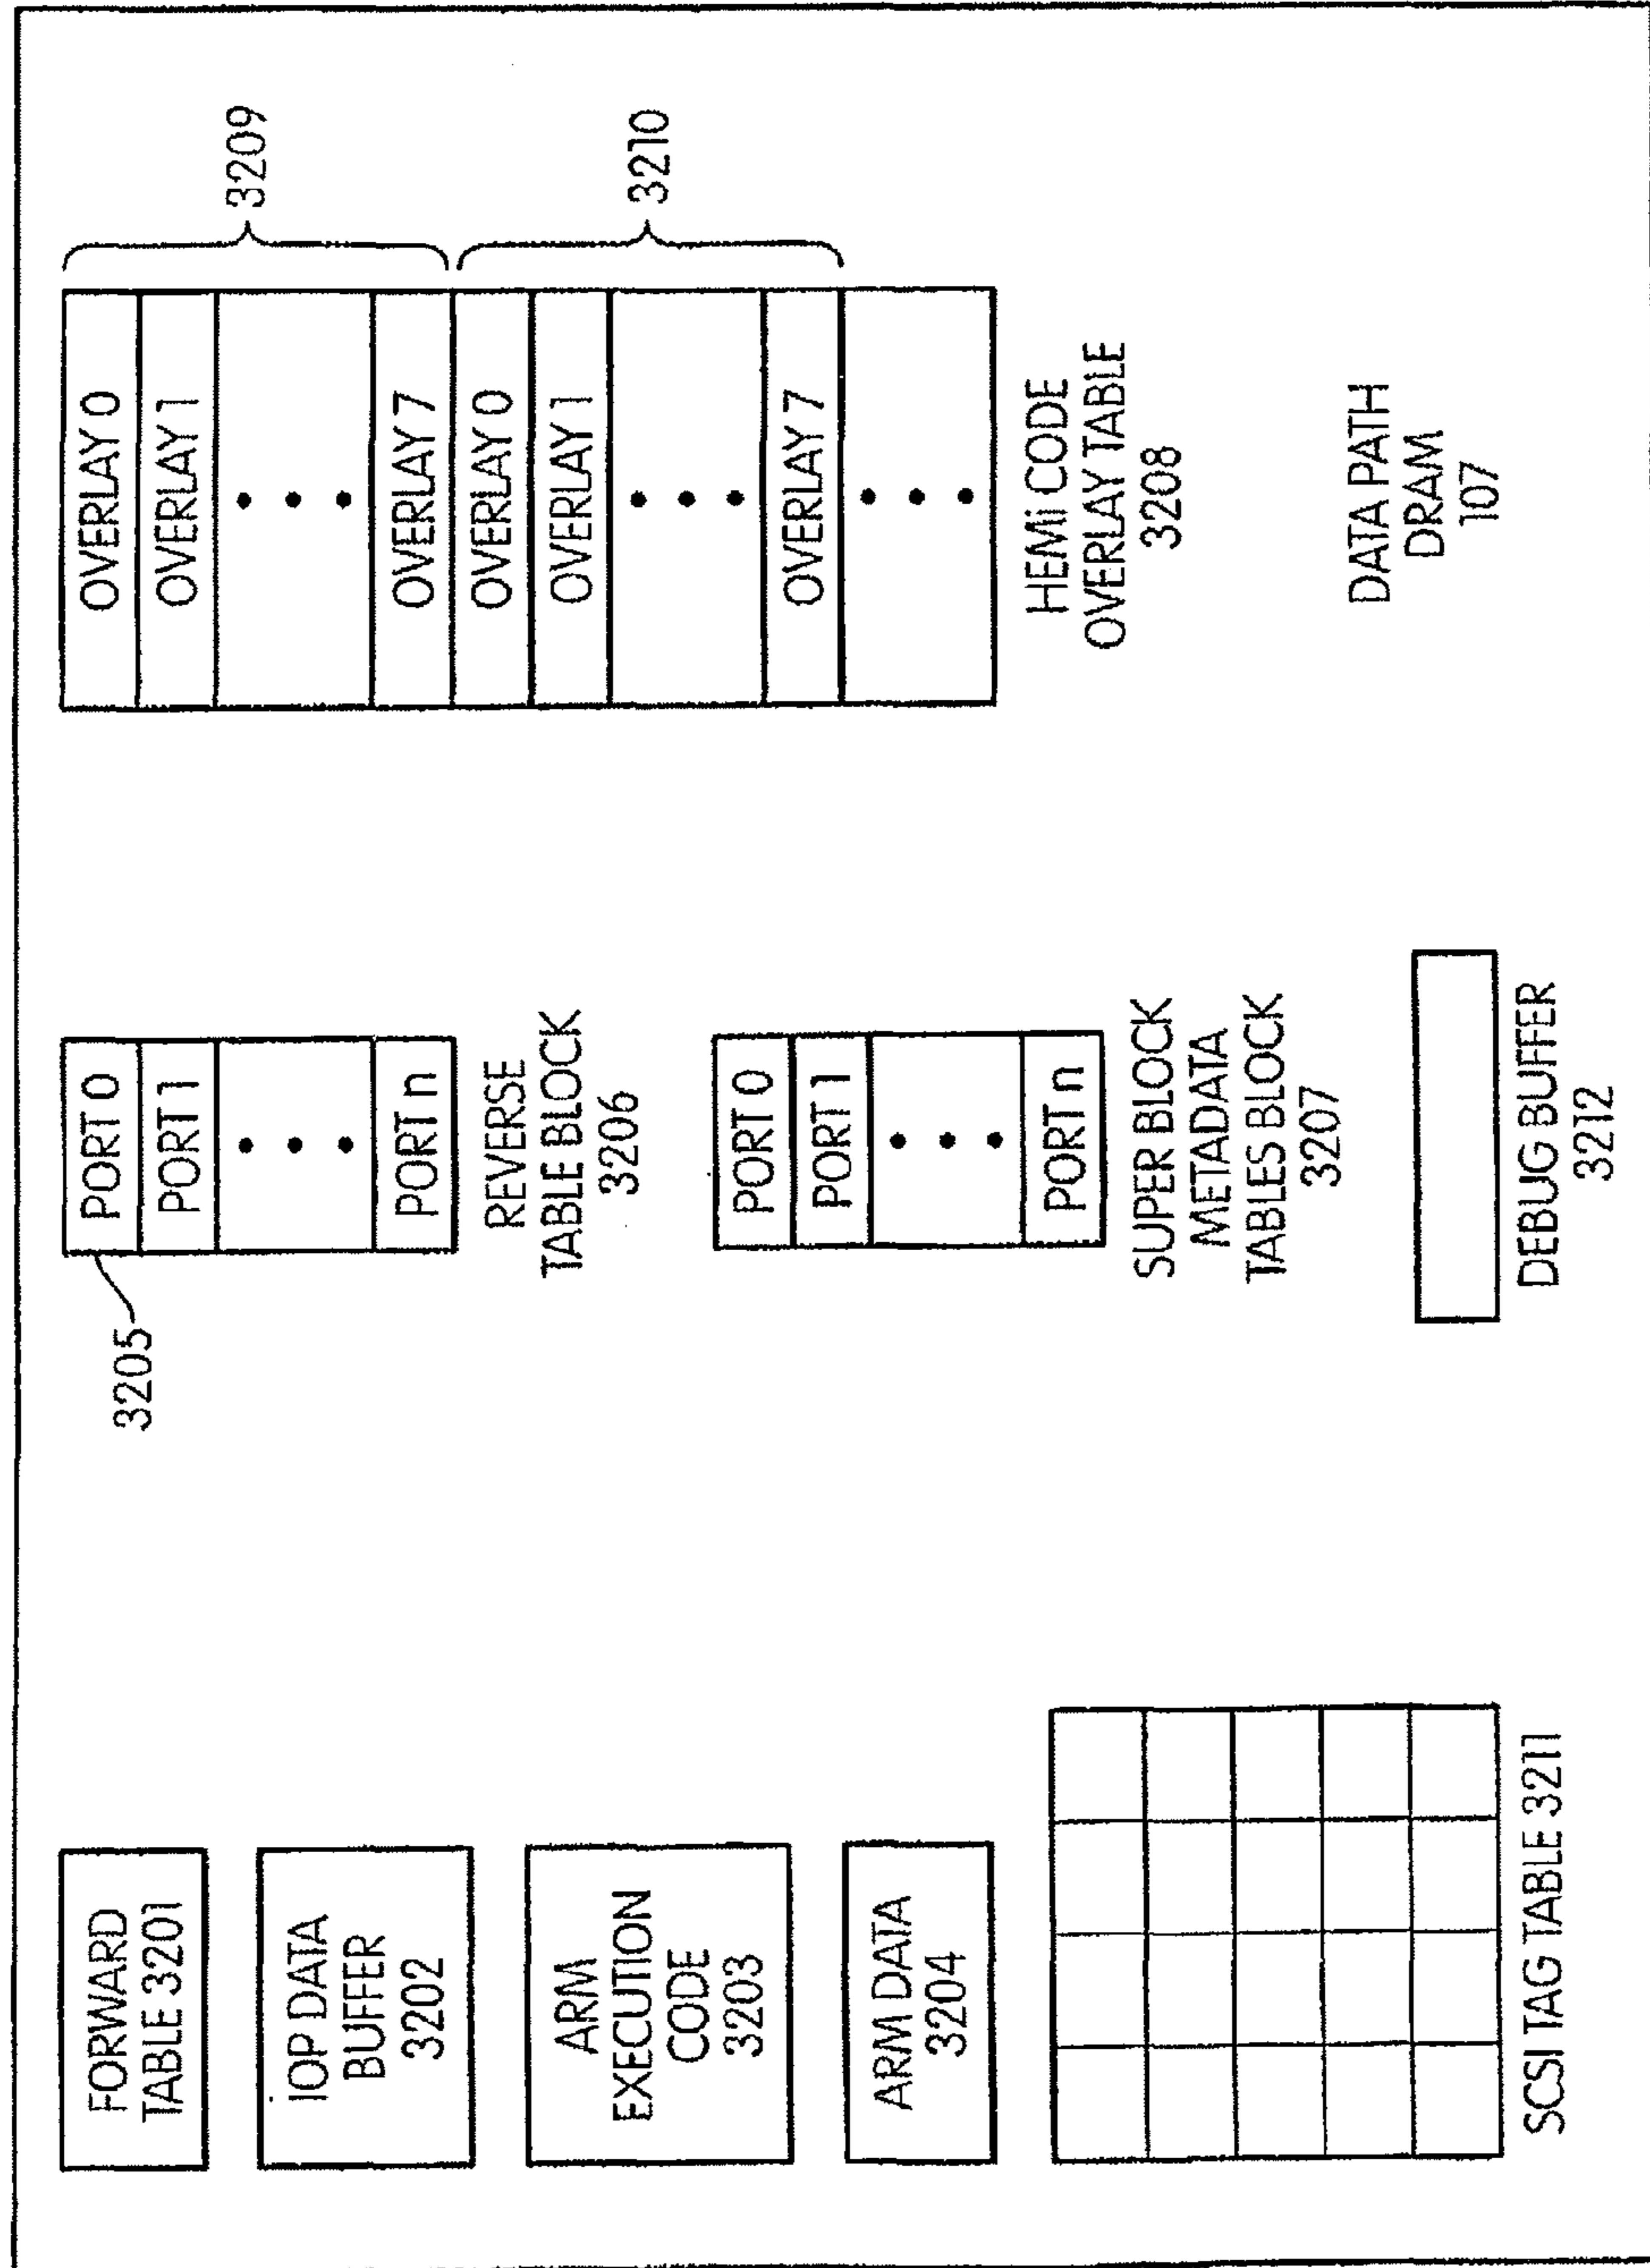 FORWARD
TABLE 3201
IOP DATA
BUFFER
3202
ARM
EXECUTION
CODE
3203
ARM DATA
3204
SCSI TAG TABLE 3211
3205
PORT 0
PORT 1
PORT n
REVERSE
TABLE BLOCK
3206
PORT 0
PORT 1
PORT n
SUPER BLOCK
METADATA
TABLES BLOCK
3207
DEBUG BUFFER
3212
OVERLAY 0
OVERLAY 1
OVERLAY 7
OVERLAY 0
OVERLAY 1
OVERLAY 7
3209
3210
HEMi CODE
OVERLAY TABLE
3208
DATA PATH
DRAM
107